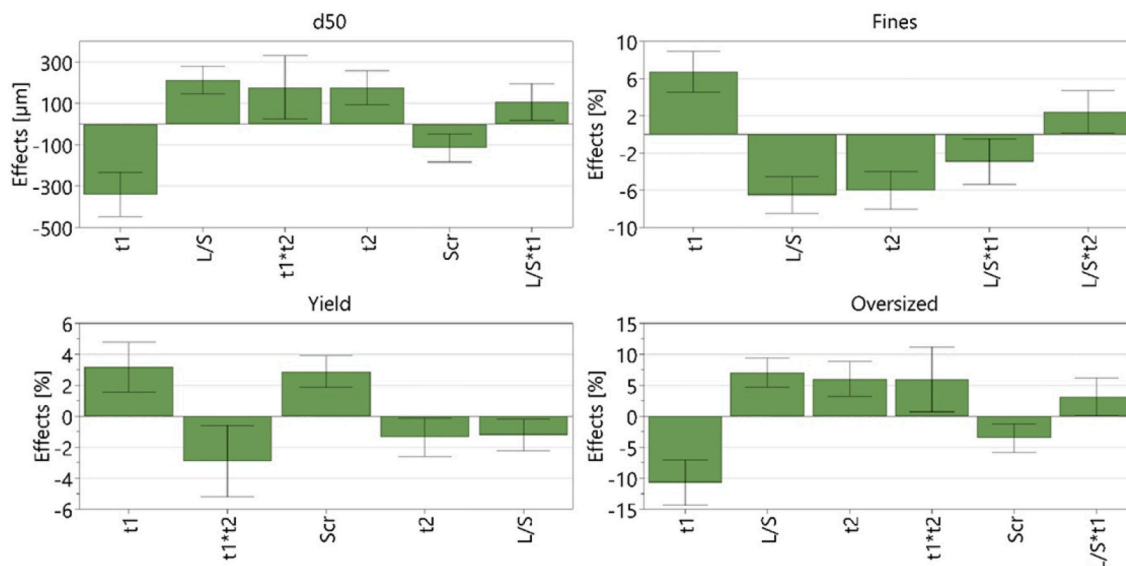 d50
Effects [µm]
300
100
-100
-300
-500
t1
L/S
t1*t2
t2
Scr
L/S*t1
Fines
Effects [%]
10
6
2
-2
-6
-10
t1
L/S
t2
L/S*t1
L/S*t2
Yield
Effects [%]
6
4
2
0
-2
-4
-6
t1
t1*t2
Scr
t2
L/S
Oversized
Effects [%]
15
10
5
0
-5
-10
-15
t1
L/S
t2
t1*t2
Scr
-/S*t1